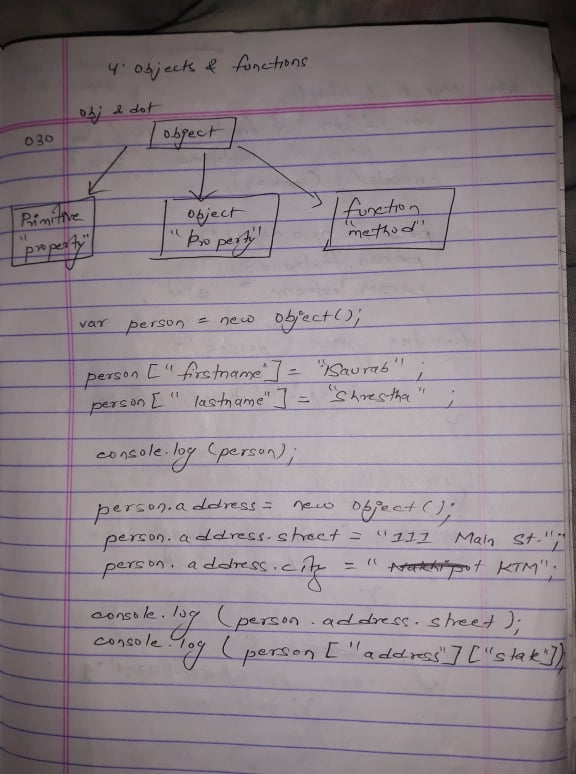 4: Objects & functions
obj & dot
030
object
Primitive
"property"
object
"Property"
function
"method"
var person = new object();
person ["firstname"] = "Saurab" ;
person [" lastname"] = "Shrestha" ;
console.log (person);
person.address = new object ();
person.address.street = "111 Main St.";
person. address.city = " KTM";
console.log (person.address.street);
console.log (person ["address"]["state"]);